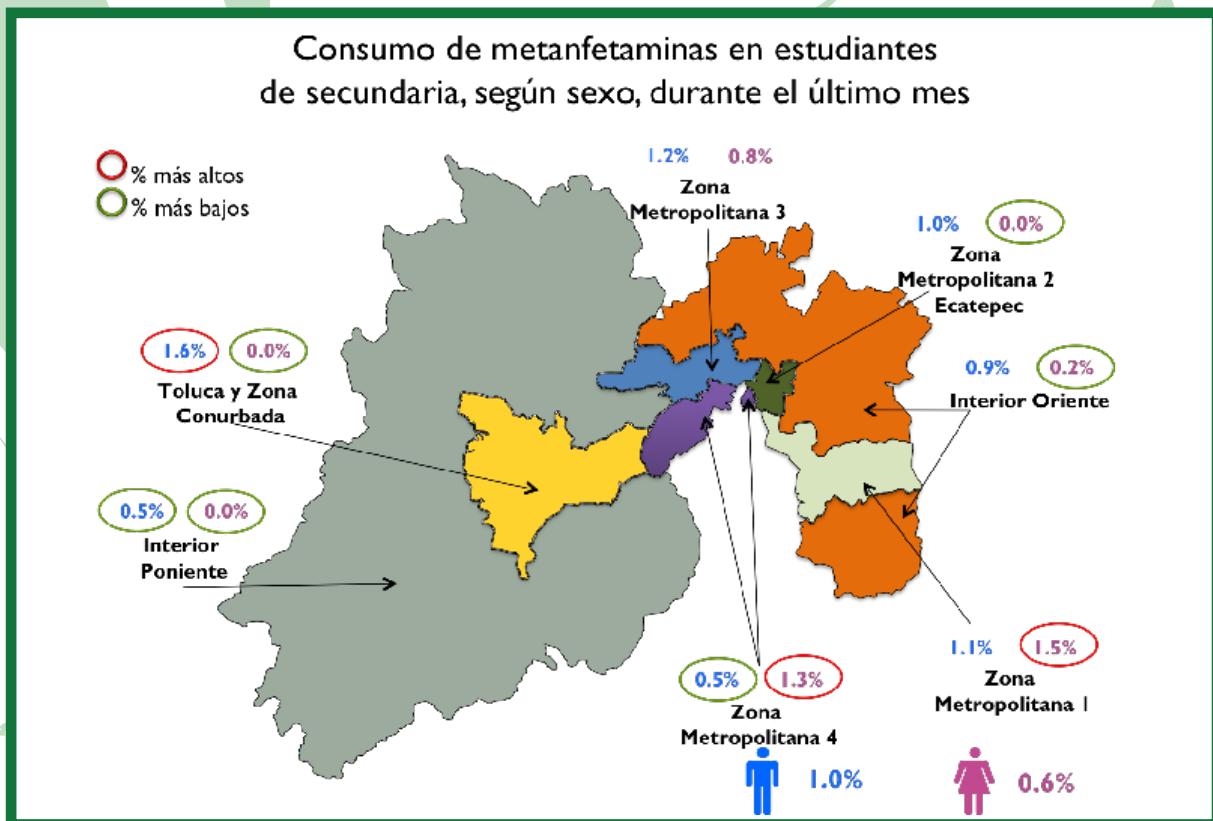 Consumo de metanfetaminas en estudiantes
de secundaria, según sexo, durante el último mes
% más altos
% más bajos
1.2% 0.8%
Zona
Metropolitana 3
1.0% 0.0%
Zona
Metropolitana 2
Ecatepec
1.6% 0.0%
Toluca y Zona
Conurbada
0.9% 0.2%
Interior Oriente
0.5% 0.0%
Interior
Poniente
1.1% 1.5%
Zona
Metropolitana 1
0.5% 1.3%
Zona
Metropolitana 4
1.0%
0.6%